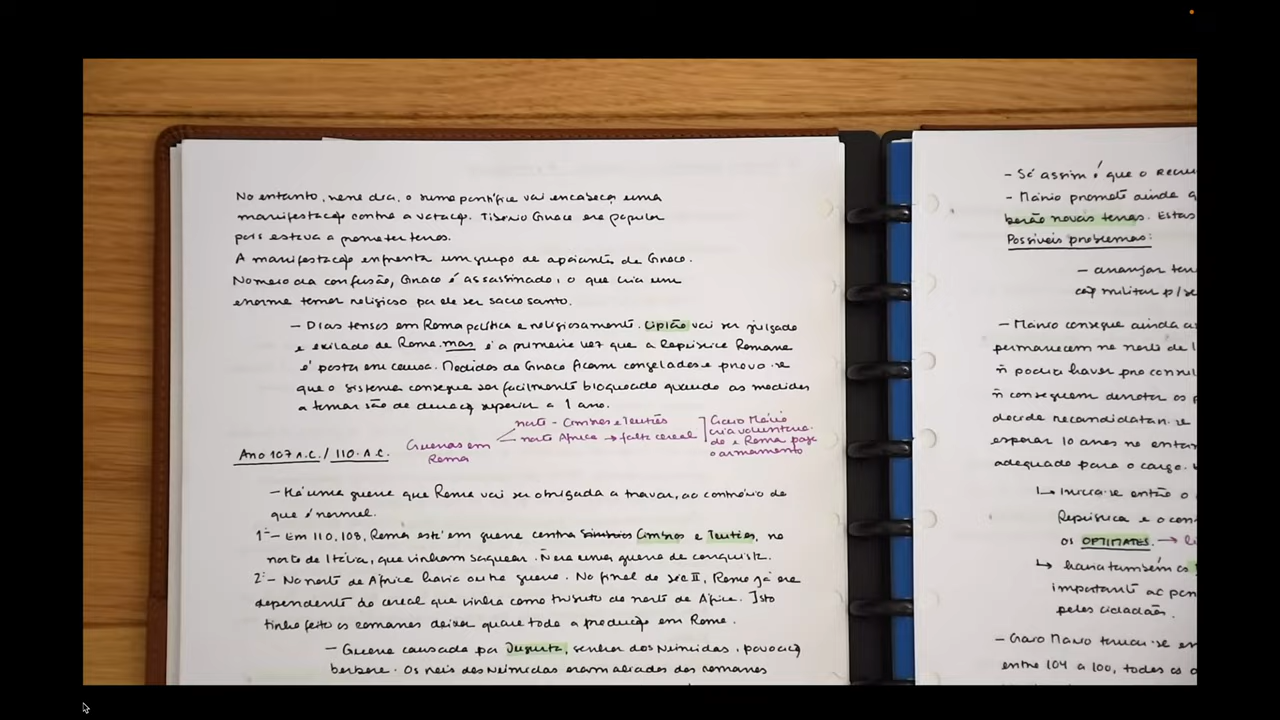 No entanto, nesse dia, o sumo pontífice vai encabeçar uma
manifestação contra a votação. Tibério Graco era popular
pois estava a prometer terras.
A manifestação enfrenta um grupo de apoiantes de Graco.
No meio da confusão, Graco é assassinado, o que cria um
enorme temor religioso por ele ser sacro santo.
- Dias tensos em Roma política e religiosamente. Cipião vai ser julgado
e exilado de Roma mas é a primeira vez que a República Romana
é posta em causa. Medidas de Graco ficam congeladas e prova-se
que o sistema consegue ser facilmente bloqueado quando as medidas
a tomar são de duração superior a 1 ano.
Guerras em Roma
norte - Cimbros e Teutões
norte África → falta cereal
Gaio Mário
cria voluntaria-
do e Roma paga
o armamento
Ano 107 a.C. / 110 a.C.
- Há uma guerra que Roma vai ser obrigada a travar, ao contrário do
que é normal.
1º - Em 110, 108, Roma está em guerra contra Cimbros e Teutões, no
norte de Itália, que vinham saquear. Ñ era uma guerra de conquista.
2º - No norte de África havia outra guerra. No final do séc II, Roma já era
dependente do cereal que vinha como tributo do norte de África. Isto
tinha feito os romanos deixar quase toda a produção em Roma.
- Guerra causada por Jugurta, senhor dos Númidas, povoação
berbere. Os reis dos Númidas eram aliados dos romanos
- Só assim é que o
- Mário promete ainda
berão novas terras. Estas
Possíveis problemas:
- arranjar
militar p/
- Mário consegue ainda
permanecem no norte de
ñ podia haver
ñ conseguem derrotar os
decide recandidatar-se
esperar 10 anos
adequado para o cargo.
↳ Inicia-se então o
República e o
os OPTIMATES. →
↳ havia também os
importante
pelos cidadãos.
- Gaio Mário
entre 104 a 100, todos os